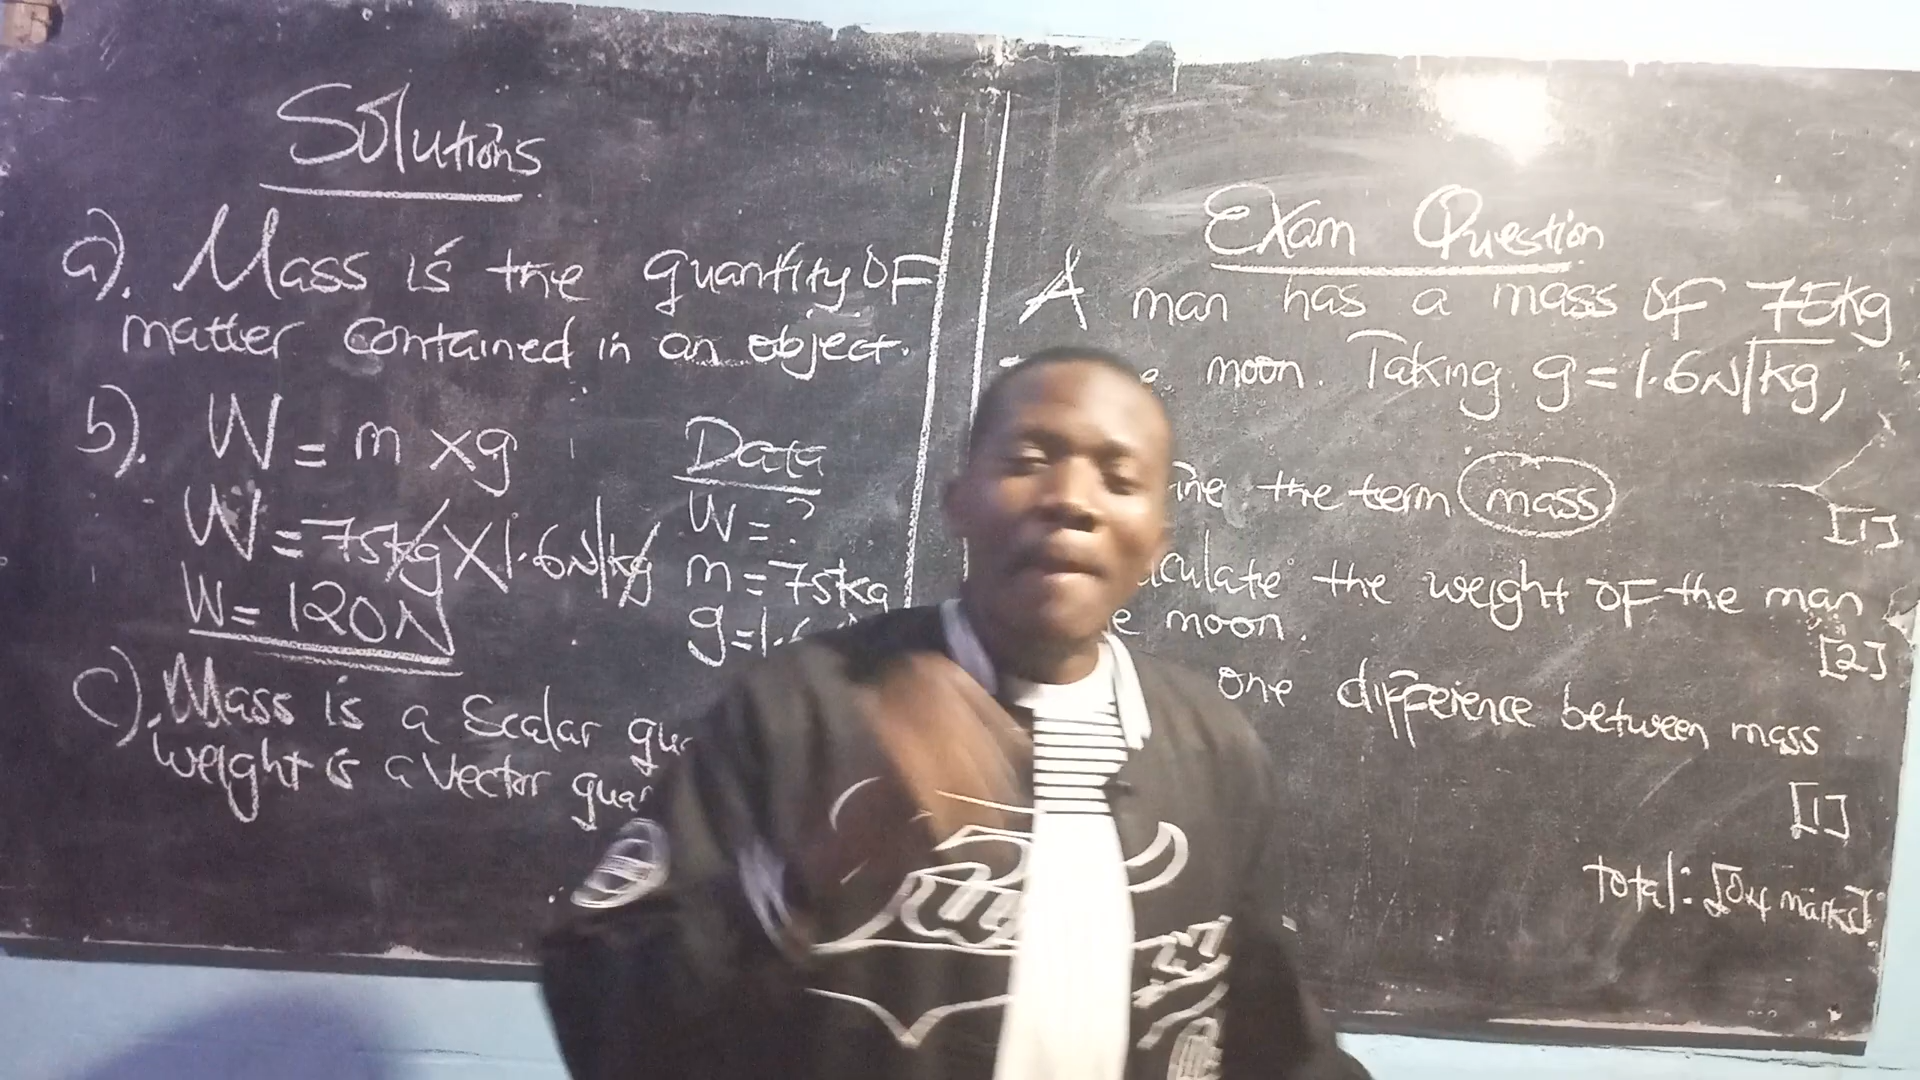 Solutions
a). Mass is the quantity OF
matter contained in an object.
b). W = m × g
W = 75kg × 1.6N/kg
W = 120N
Data
W = ?
m = 75kg
g = 1.
c). Mass is a scalar
weight is a vector
Exam Question
A man has a mass OF 75kg
moon. Taking g = 1.6N/kg,
the term mass
[1]
the weight OF the man
moon.
[2]
one difference between mass
[1]
total: [04 marks]